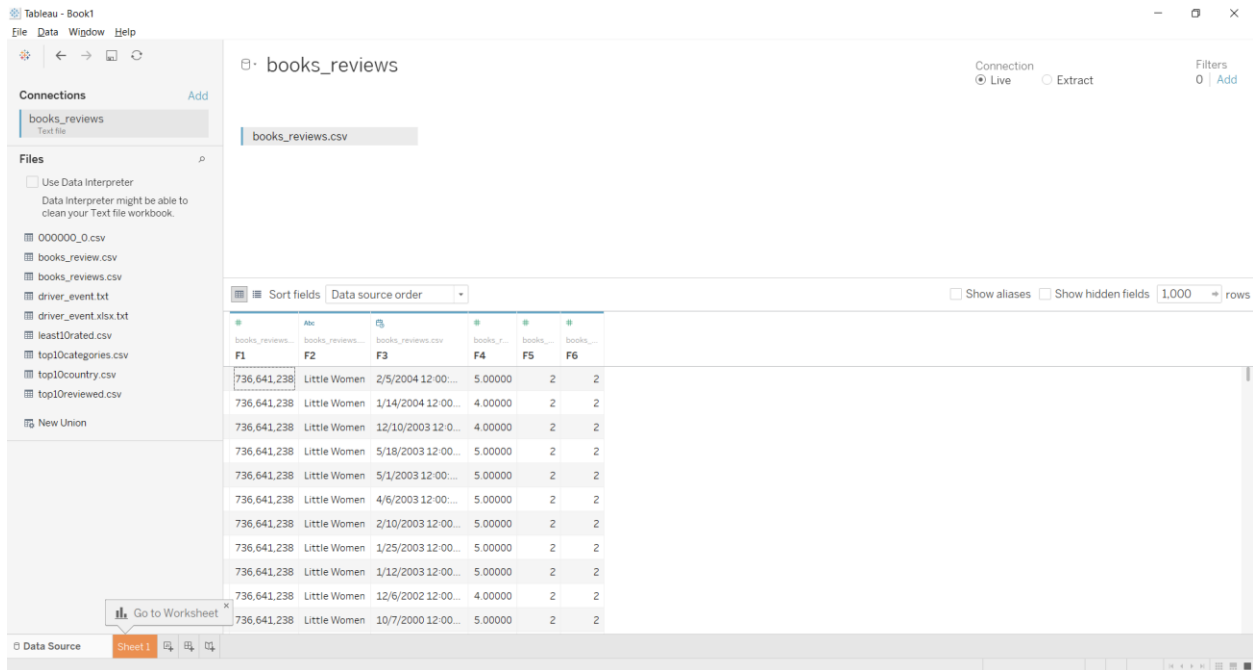 Tableau - Book1
File Data Window Help
books_reviews
Connection
Live Extract
Filters
0 Add
Connections Add
books_reviews
Text file
books_reviews.csv
Files
Use Data Interpreter
Data Interpreter might be able to
clean your Text file workbook.
000000_0.csv
books_review.csv
books_reviews.csv
driver_event.txt
driver_event.xlsx.txt
least10rated.csv
top10categories.csv
top10country.csv
top10reviewed.csv
New Union
Sort fields Data source order
Show aliases Show hidden fields 1,000 rows
# Abc # # #
books_reviews... books_reviews... books_reviews.csv books_r... books_... books_...
F1 F2 F3 F4 F5 F6
736,641,238 Little Women 2/5/2004 12:00:... 5.00000 2 2
736,641,238 Little Women 1/14/2004 12:00... 4.00000 2 2
736,641,238 Little Women 12/10/2003 12:0... 4.00000 2 2
736,641,238 Little Women 5/18/2003 12:00... 5.00000 2 2
736,641,238 Little Women 5/1/2003 12:00:... 5.00000 2 2
736,641,238 Little Women 4/6/2003 12:00:... 5.00000 2 2
736,641,238 Little Women 2/10/2003 12:00... 5.00000 2 2
736,641,238 Little Women 1/25/2003 12:00... 5.00000 2 2
736,641,238 Little Women 1/12/2003 12:00... 5.00000 2 2
736,641,238 Little Women 12/6/2002 12:00... 4.00000 2 2
736,641,238 Little Women 10/7/2000 12:00... 5.00000 2 2
Go to Worksheet
Data Source Sheet 1